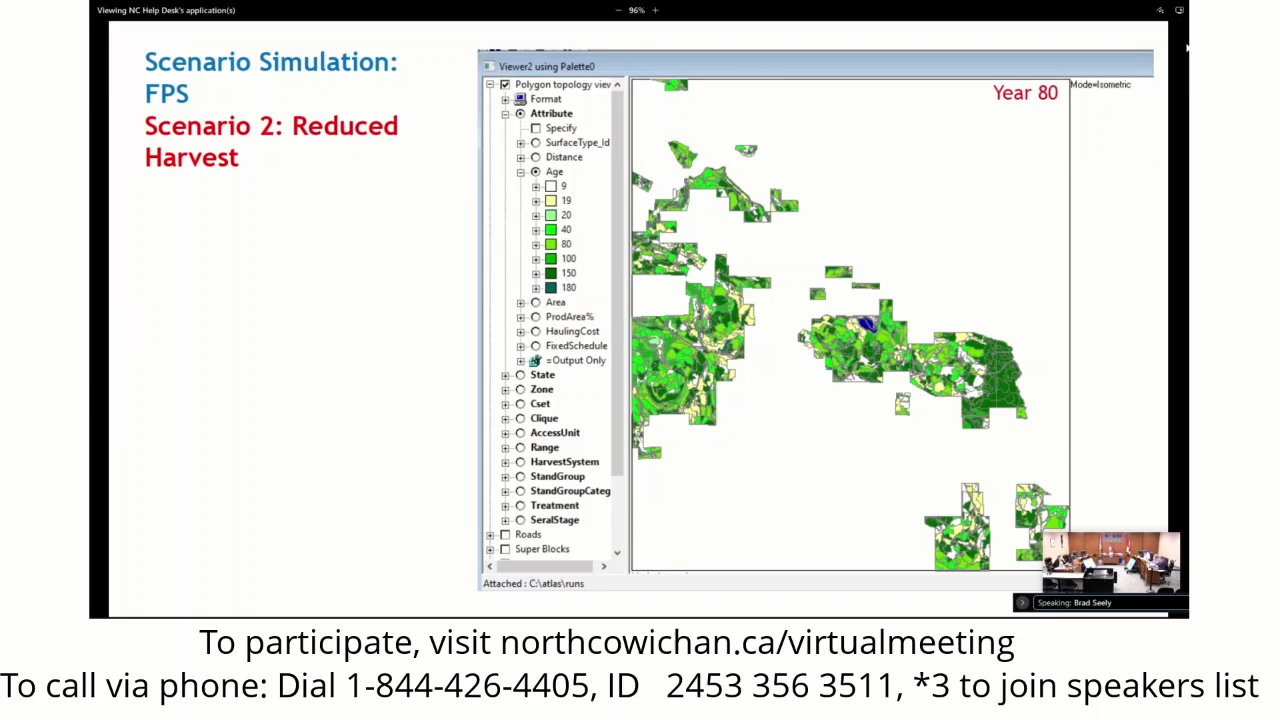 Viewing NC Help Desk's application(s)
− 96% +
Scenario Simulation:
FPS
Scenario 2: Reduced
Harvest
Viewer2 using Palette0
Polygon topology viev
Format
Attribute
Specify
SurfaceType_Id
Distance
Age
9
19
20
40
80
100
150
180
Area
ProdArea%
HaulingCost
FixedSchedule
=Output Only
State
Zone
Cset
Clique
AccessUnit
Range
HarvestSystem
StandGroup
StandGroupCateg
Treatment
SeralStage
Roads
Super Blocks
Attached : C:\atlas\runs
Year 80
Mode=Isometric
Speaking: Brad Seely
To participate, visit northcowichan.ca/virtualmeeting
To call via phone: Dial 1-844-426-4405, ID 2453 356 3511, *3 to join speakers list